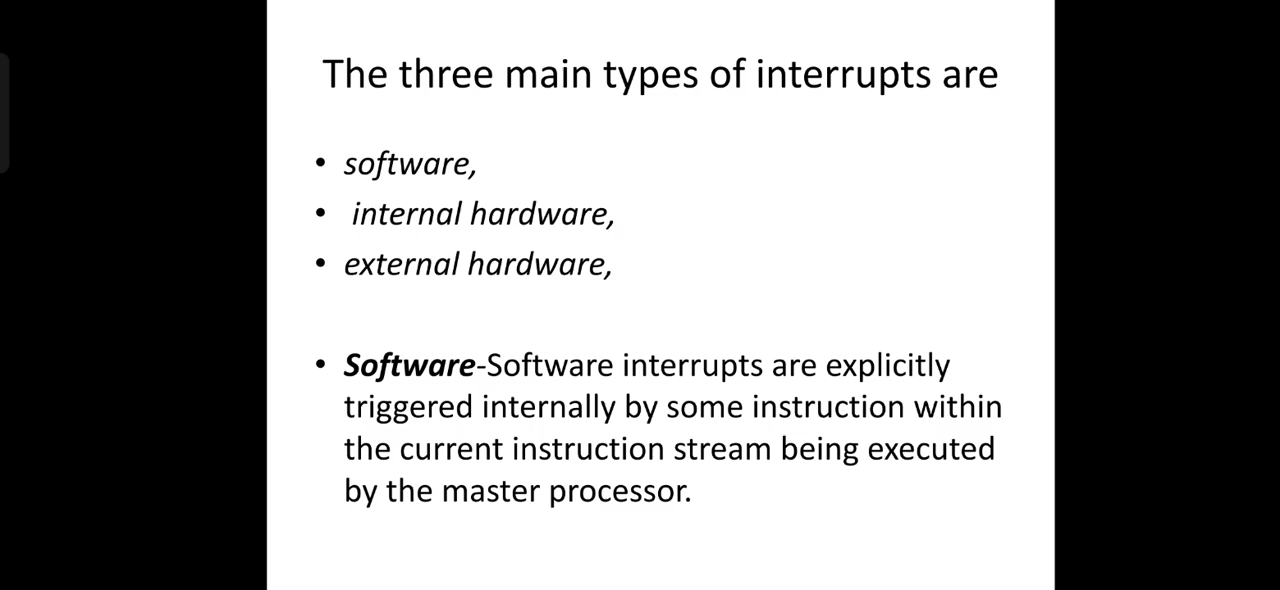 The three main types of interrupts are
• software,
• internal hardware,
• external hardware,
• Software-Software interrupts are explicitly
triggered internally by some instruction within
the current instruction stream being executed
by the master processor.